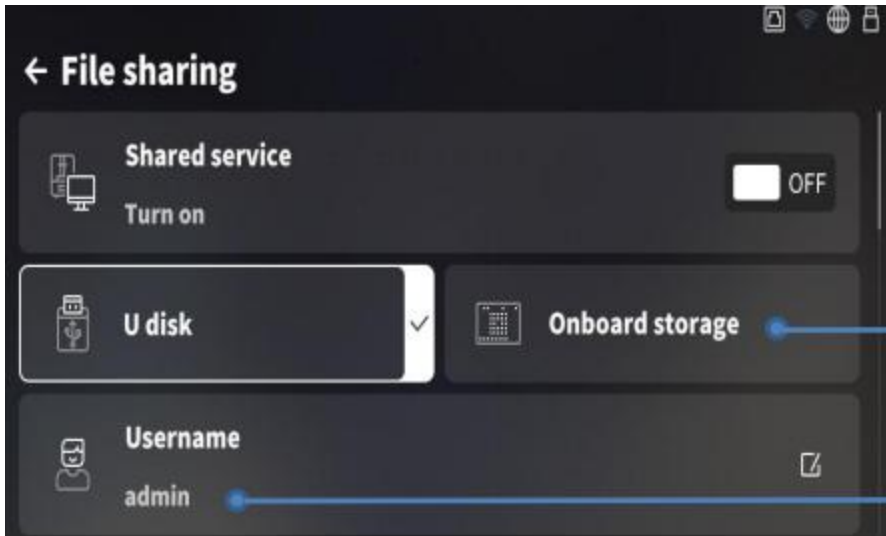 ← File sharing
Shared service
OFF
Turn on
U disk
Onboard storage
Username
admin